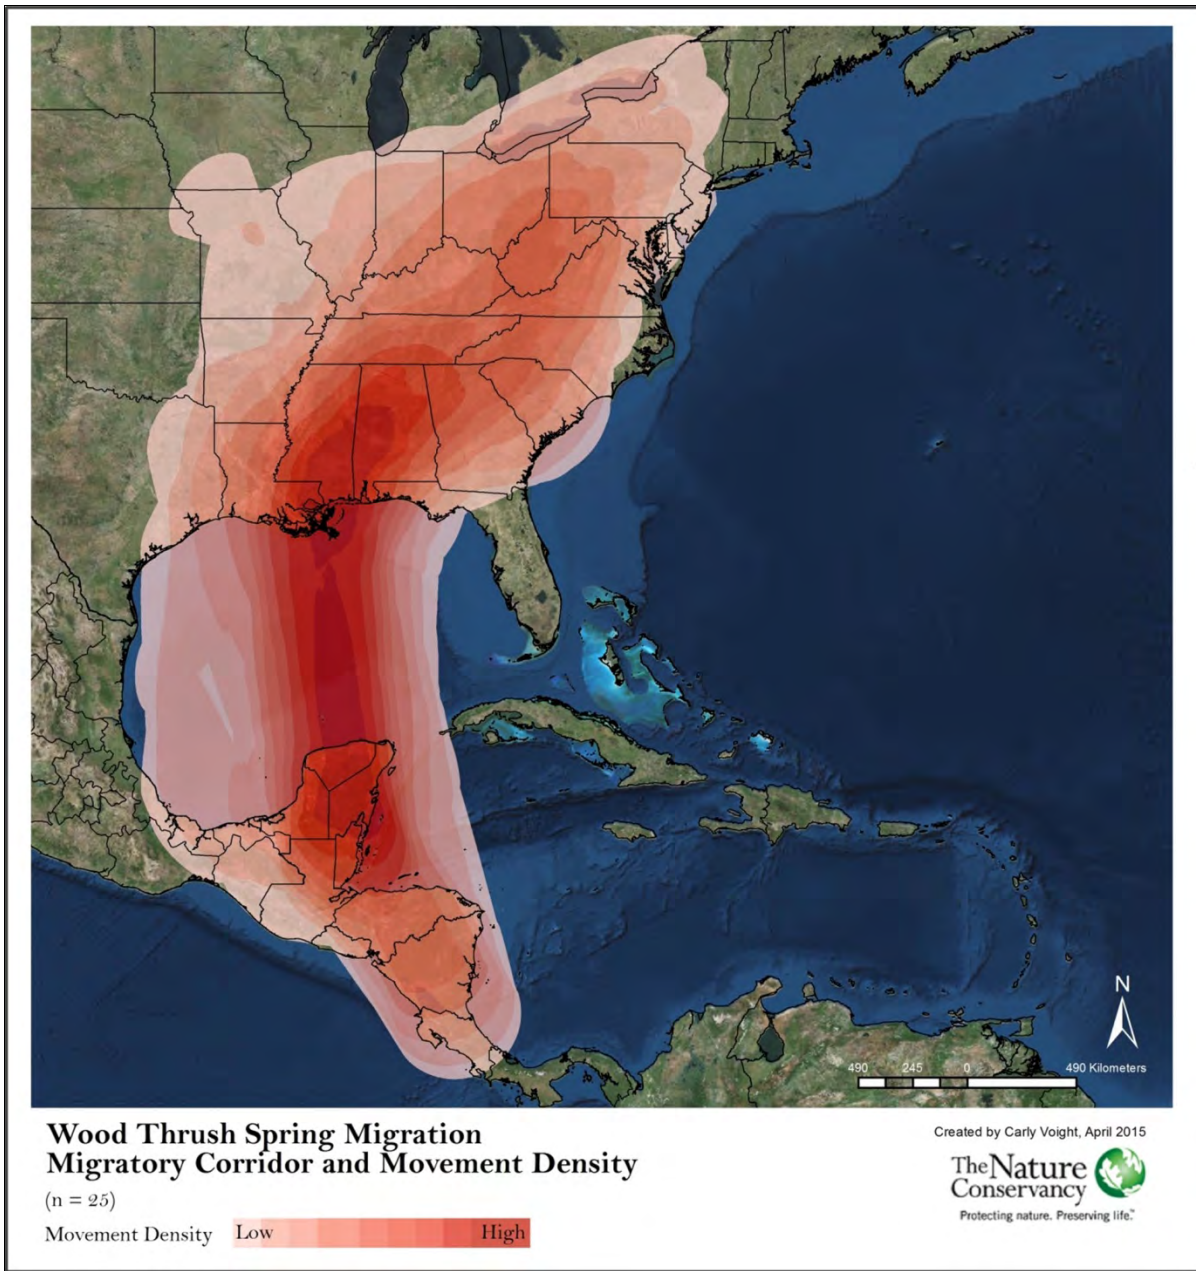 N
490 245 0 490 Kilometers
Wood Thrush Spring Migration
Migratory Corridor and Movement Density
(n = 25)
Movement Density Low High
Created by Carly Voight, April 2015
The Nature
Conservancy
Protecting nature. Preserving life.™